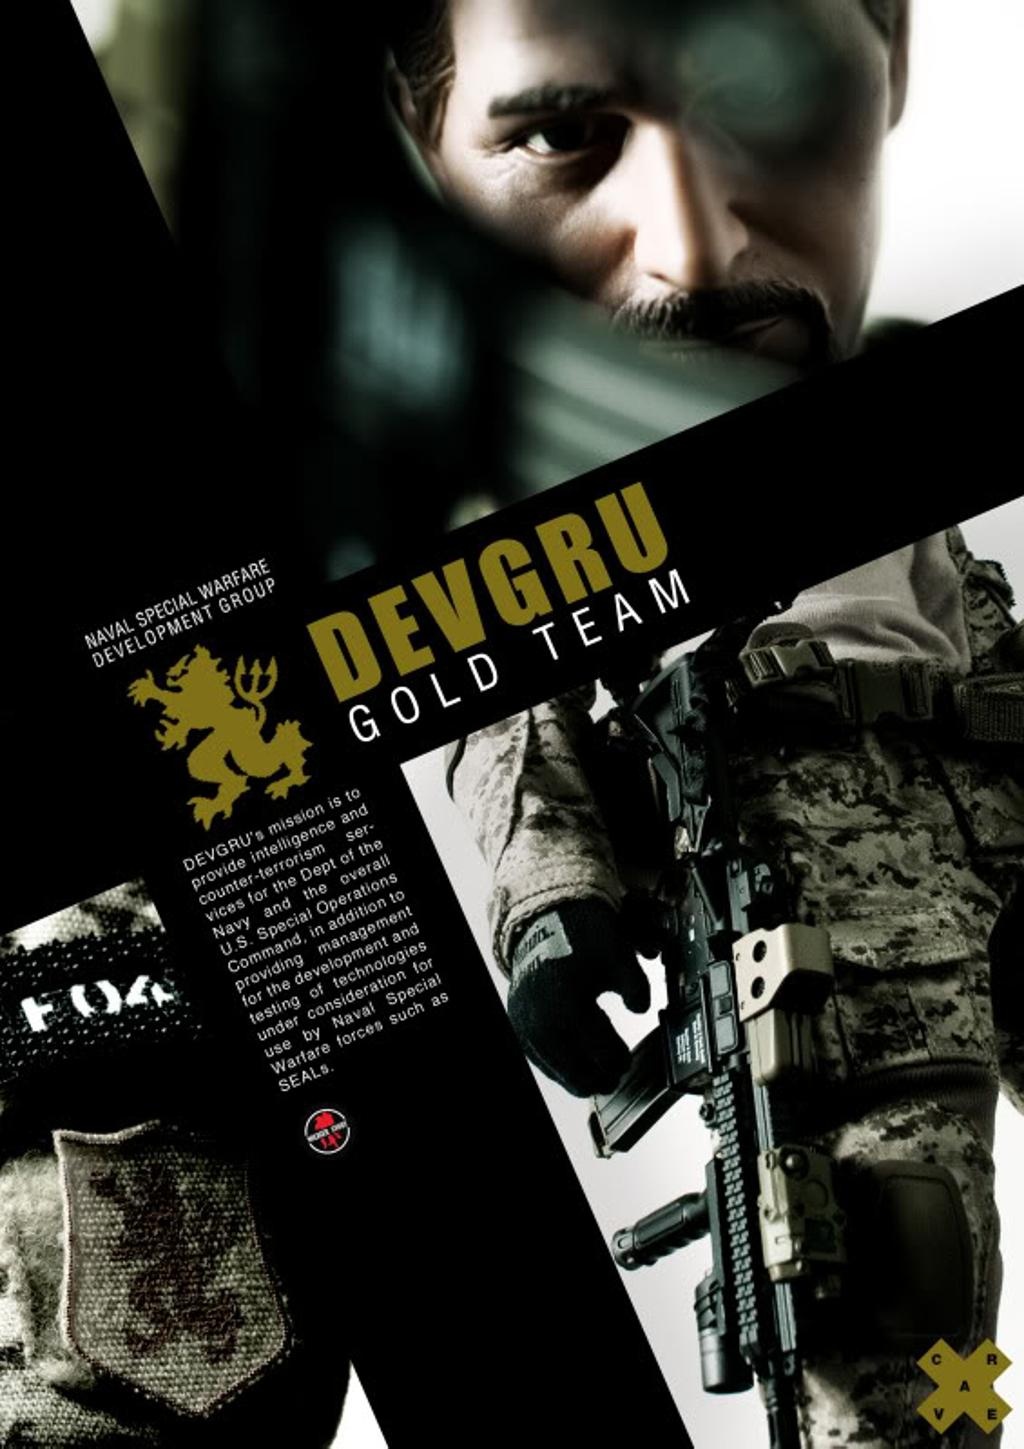 NAVAL SPECIAL WARFARE
DEVELOPMENT GROUP
DEVGRU
GOLD TEAM
DEVGRU's mission is to
provide intelligence and
counter-terrorism ser-
vices for the Dept of the
Navy and the overall
U.S. Special Operations
Command, in addition to
providing management
for the development and
testing of technologies
under consideration for
use by Naval Special
Warfare forces such as
SEALs.
F04
C R
A
V E